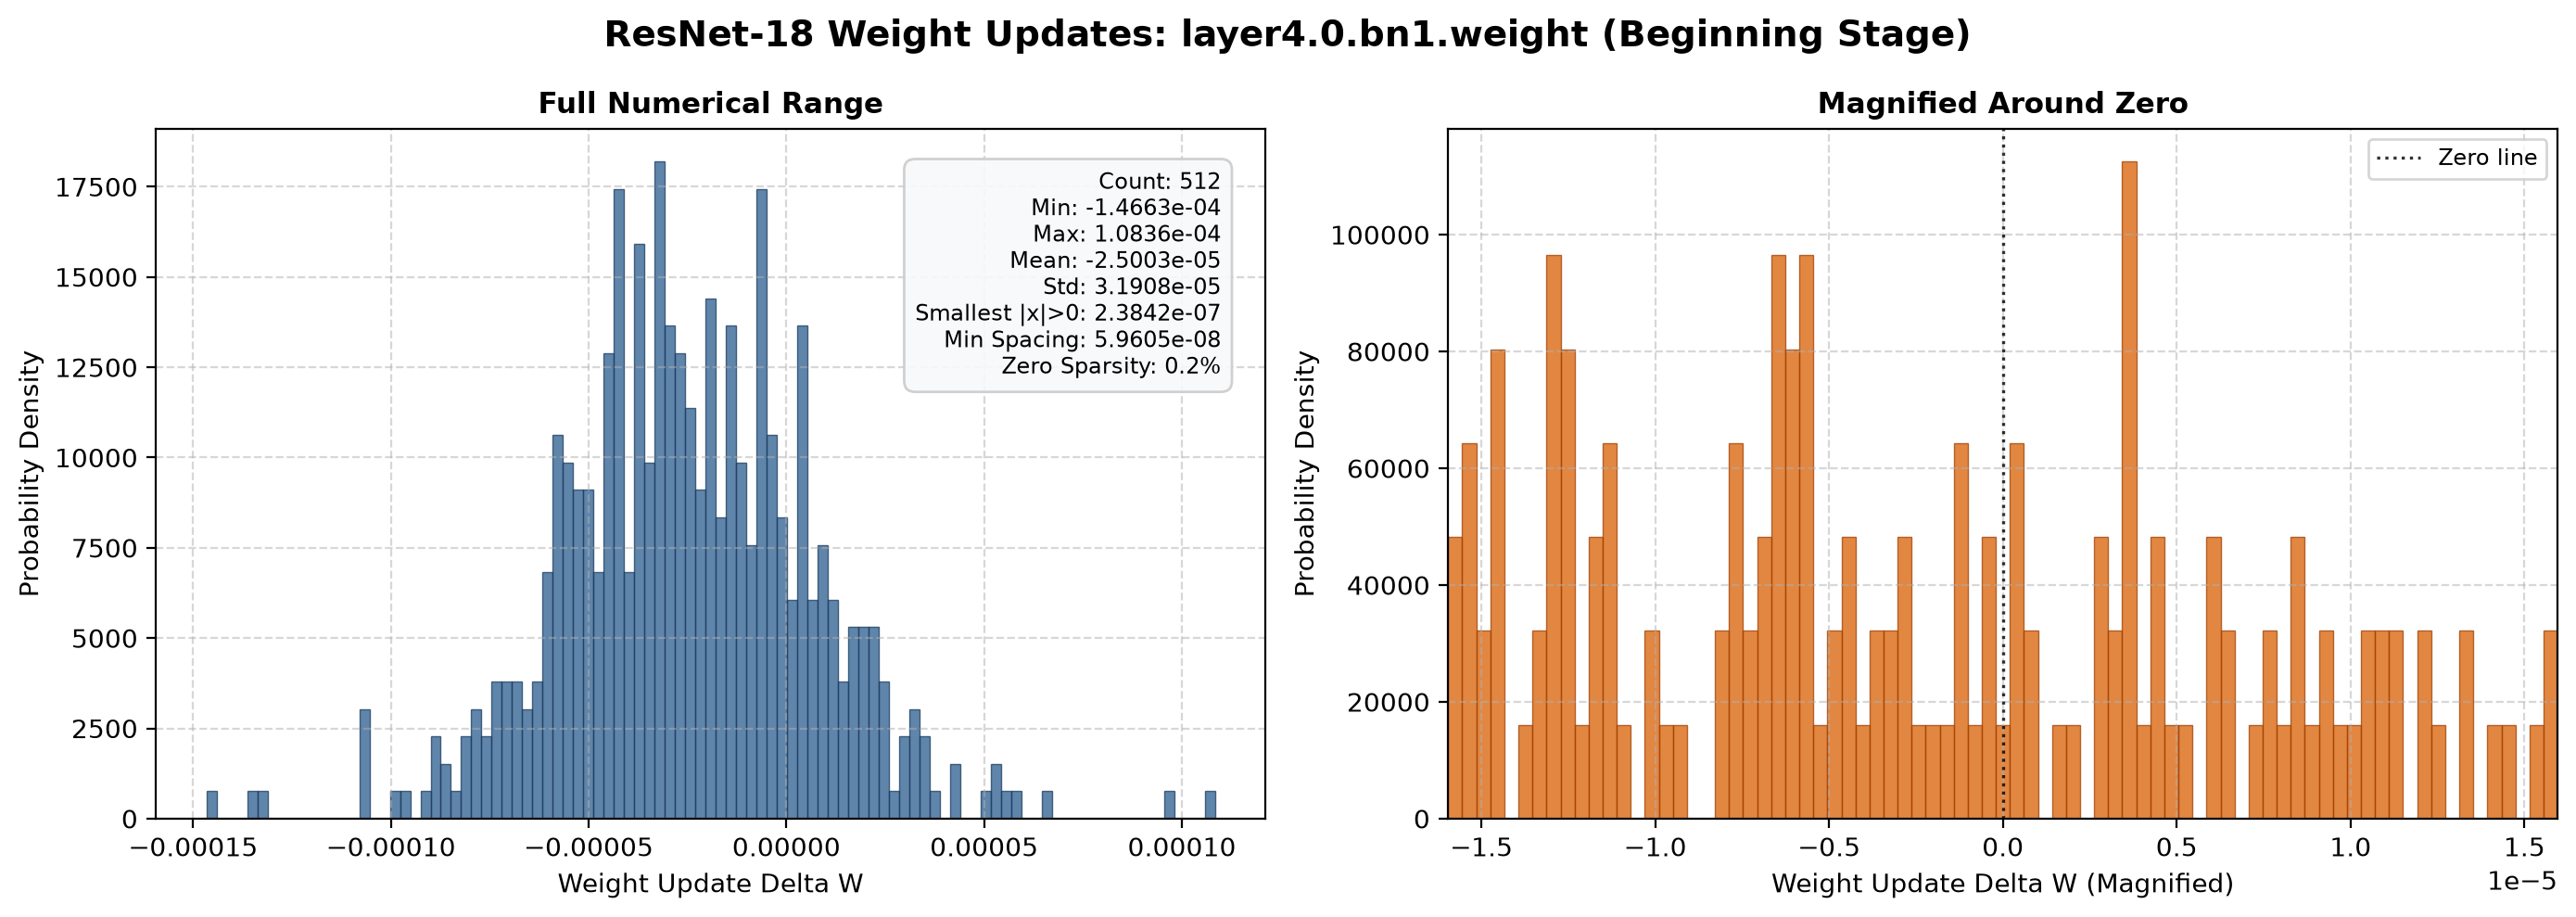 ResNet-18 Weight Updates: layer4.0.bn1.weight (Beginning Stage)
Full Numerical Range
Probability Density
17500
15000
12500
10000
7500
5000
2500
0
Count: 512
Min: -1.4663e-04
Max: 1.0836e-04
Mean: -2.5003e-05
Std: 3.1908e-05
Smallest |x|>0: 2.3842e-07
Min Spacing: 5.9605e-08
Zero Sparsity: 0.2%
−0.00015 −0.00010 −0.00005 0.00000 0.00005 0.00010
Weight Update Delta W
Magnified Around Zero
Probability Density
100000
80000
60000
40000
20000
0
Zero line
−1.5 −1.0 −0.5 0.0 0.5 1.0 1.5
1e−5
Weight Update Delta W (Magnified)